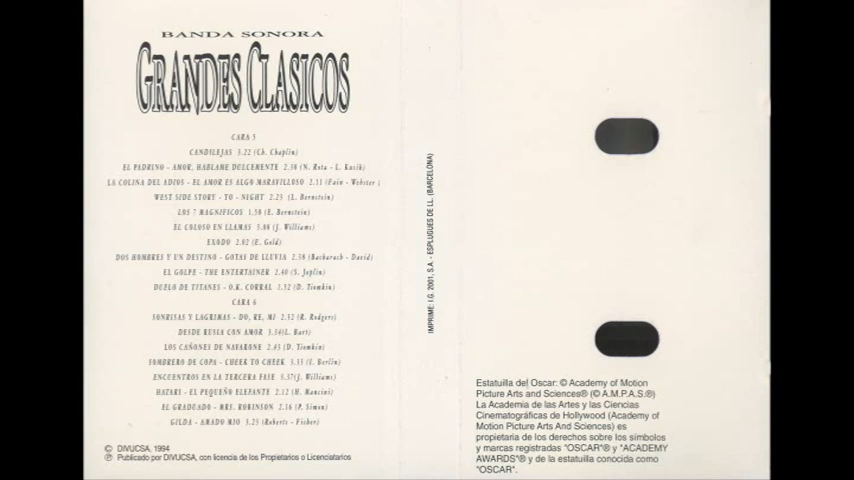 BANDA SONORA
GRANDES CLASICOS
CARA 5
CANDILEJAS 3.22 (Ch. Chaplin)
EL PADRINO - AMOR, HABLAME DULCEMENTE 2.38 (N. Rota - L. Kusik)
LA COLINA DEL ADIOS - EL AMOR ES ALGO MARAVILLOSO 2.11 (Fain - Webster )
WEST SIDE STORY - TO - NIGHT 2.23 (L. Bernstein)
LOS 7 MAGNIFICOS 1.58 (E. Bernstein)
EL COLOSO EN LLAMAS 3.08 (J. Williams)
EXODO 2.02 (E. Gold)
DOS HOMBRES Y UN DESTINO - GOTAS DE LLUVIA 2.38 (Bacharach - David)
EL GOLPE - THE ENTERTAINER 2.40 (S. Joplin)
DUELO DE TITANES - O.K. CORRAL 1.52 (D. Tiomkin)
CARA 6
SONRISAS Y LAGRIMAS - DO, RE, MI 2.32 (R. Rodgers)
DESDE RUSIA CON AMOR 3.34(L. Bart)
LOS CAÑONES DE NAVARONE 2.45 (D. Tiomkin)
SOMBRERO DE COPA - CHEEK TO CHEEK 3.33 (I. Berlin)
ENCUENTROS EN LA TERCERA FASE 3.37(J. Williams)
HATARI - EL PEQUEÑO ELEFANTE 2.12 (H. Mancini)
EL GRADUADO - MRS. ROBINSON 2.16 (P. Simon)
GILDA - AMADO MIO 3.25 (Roberts - Fisher)
© DIVUCSA, 1994
℗ Publicado por DIVUCSA, con licencia de los Propietarios o Licenciatarios
IMPRIME: I.G. 2001, S.A. - ESPLUGUES DE LL. (BARCELONA)
Estatuilla del Oscar: © Academy of Motion
Picture Arts and Sciences® (© A.M.P.A.S.®)
La Academia de las Artes y las Ciencias
Cinematográficas de Hollywood (Academy of
Motion Picture Arts And Sciences) es
propietaria de los derechos sobre los símbolos
y marcas registradas "OSCAR"® y "ACADEMY
AWARDS"® y de la estatuilla conocida como
"OSCAR".